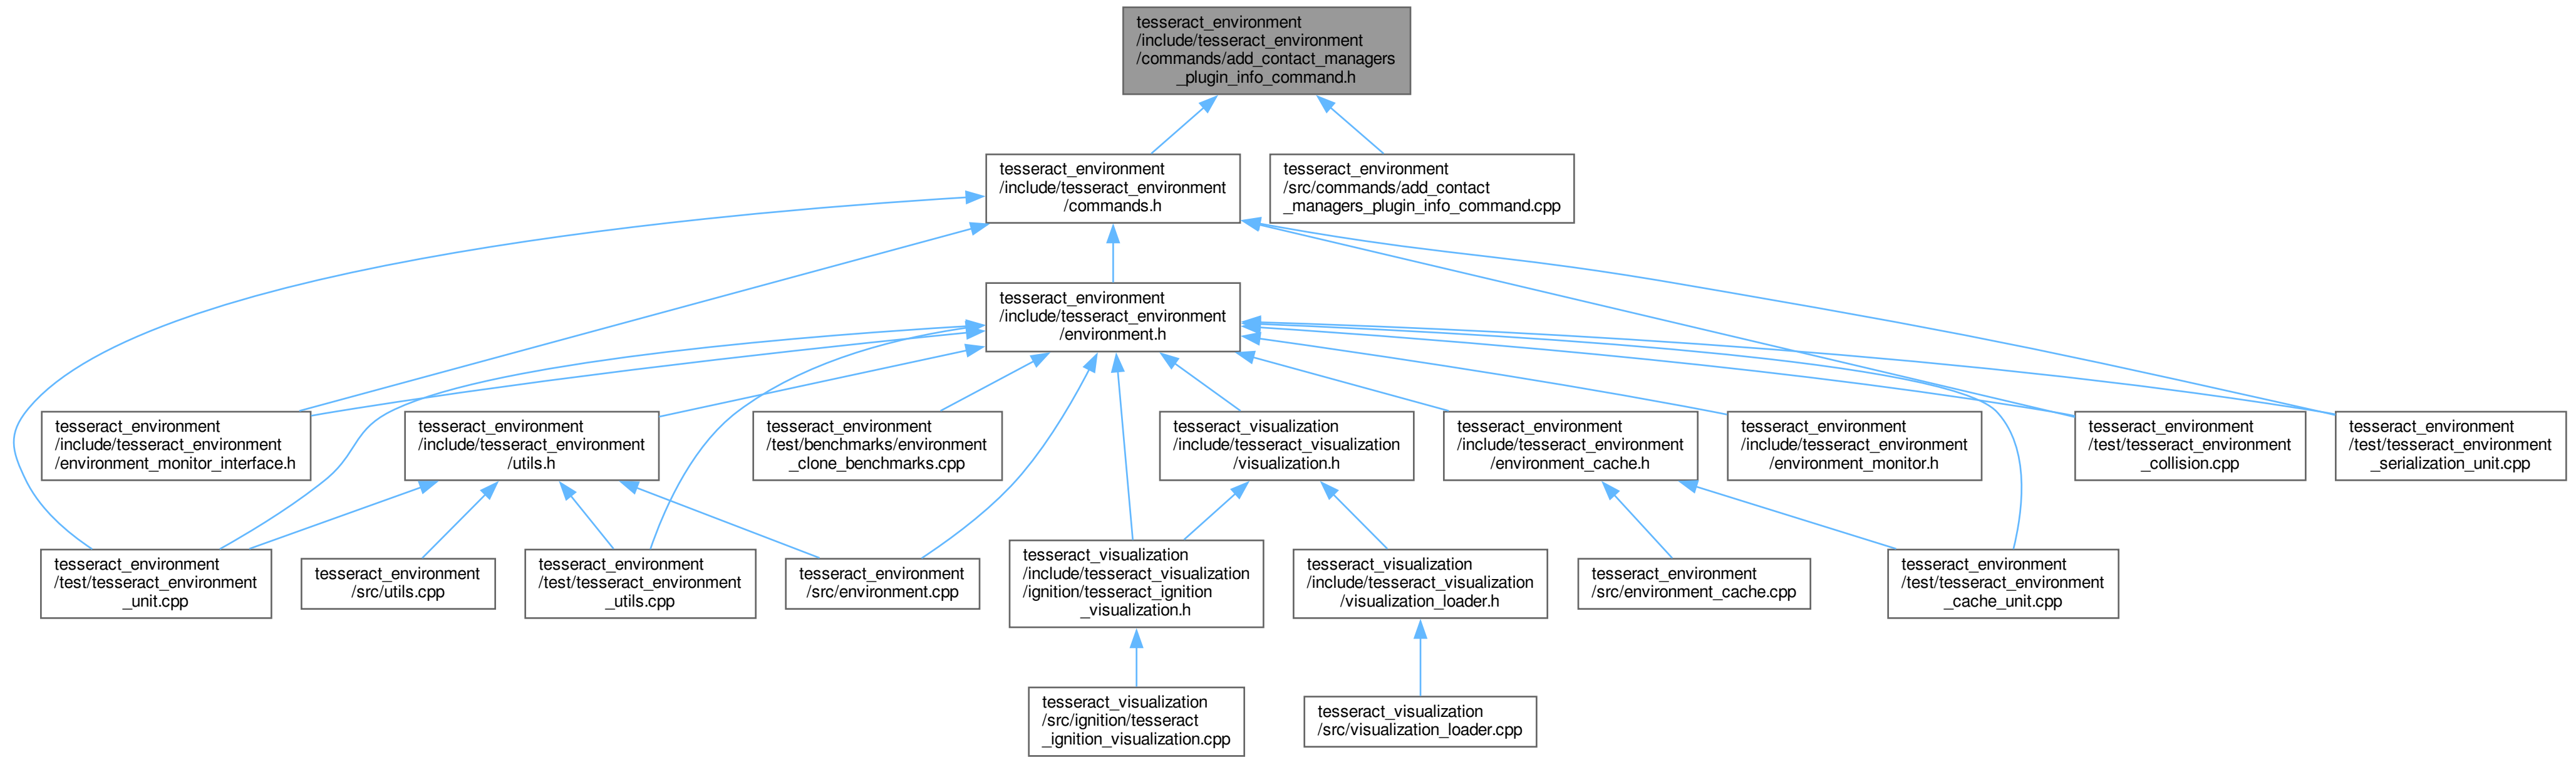 tesseract_environment
/include/tesseract_environment
/commands/add_contact_managers
_plugin_info_command.h
tesseract_environment
/include/tesseract_environment
/commands.h
tesseract_environment
/src/commands/add_contact
_managers_plugin_info_command.cpp
tesseract_environment
/include/tesseract_environment
/environment.h
tesseract_environment
/include/tesseract_environment
/environment_monitor_interface.h
tesseract_environment
/include/tesseract_environment
/utils.h
tesseract_environment
/test/benchmarks/environment
_clone_benchmarks.cpp
tesseract_visualization
/include/tesseract_visualization
/visualization.h
tesseract_environment
/include/tesseract_environment
/environment_cache.h
tesseract_environment
/include/tesseract_environment
/environment_monitor.h
tesseract_environment
/test/tesseract_environment
_collision.cpp
tesseract_environment
/test/tesseract_environment
_serialization_unit.cpp
tesseract_environment
/test/tesseract_environment
_unit.cpp
tesseract_environment
/src/utils.cpp
tesseract_environment
/test/tesseract_environment
_utils.cpp
tesseract_environment
/src/environment.cpp
tesseract_visualization
/include/tesseract_visualization
/ignition/tesseract_ignition
_visualization.h
tesseract_visualization
/include/tesseract_visualization
/visualization_loader.h
tesseract_environment
/src/environment_cache.cpp
tesseract_environment
/test/tesseract_environment
_cache_unit.cpp
tesseract_visualization
/src/ignition/tesseract
_ignition_visualization.cpp
tesseract_visualization
/src/visualization_loader.cpp